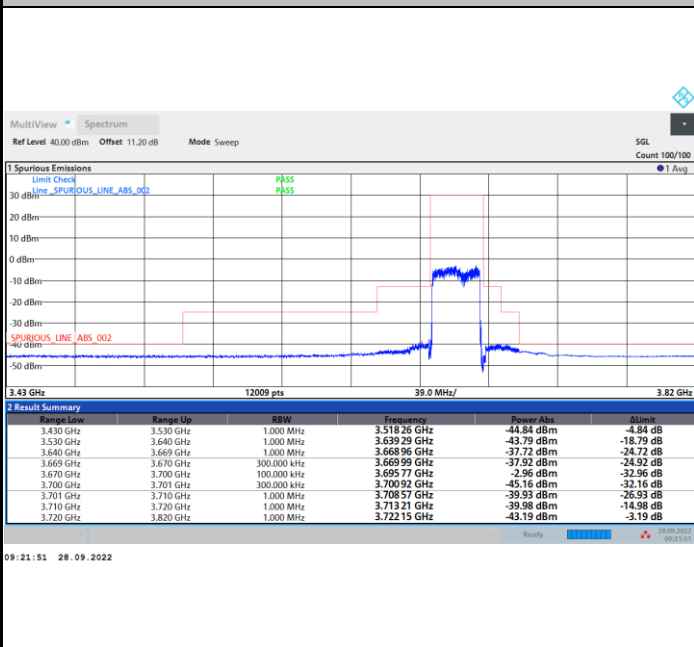 MultiView Spectrum
Ref Level 40.00 dBm Offset 11.20 dB Mode Sweep SGL
Count 100/100
1 Spurious Emissions 1 Avg
Limit Check PASS
Line _SPURIOUS_LINE_ABS_002 PASS
30 dBm
20 dBm
10 dBm
0 dBm
-10 dBm
-20 dBm
-30 dBm
_SPURIOUS_LINE_ABS_002
-40 dBm
-50 dBm
3.43 GHz 12009 pts 39.0 MHz/ 3.82 GHz
2 Result Summary
Range Low Range Up RBW Frequency Power Abs ΔLimit
3.430 GHz 3.530 GHz 1.000 MHz 3.518 26 GHz -44.84 dBm -4.84 dB
3.530 GHz 3.640 GHz 1.000 MHz 3.639 29 GHz -43.79 dBm -18.79 dB
3.640 GHz 3.669 GHz 1.000 MHz 3.668 96 GHz -37.72 dBm -24.72 dB
3.669 GHz 3.670 GHz 300.000 kHz 3.669 99 GHz -37.92 dBm -24.92 dB
3.670 GHz 3.700 GHz 100.000 kHz 3.695 77 GHz -2.96 dBm -32.96 dB
3.700 GHz 3.701 GHz 300.000 kHz 3.700 92 GHz -45.16 dBm -32.16 dB
3.701 GHz 3.710 GHz 1.000 MHz 3.708 57 GHz -39.93 dBm -26.93 dB
3.710 GHz 3.720 GHz 1.000 MHz 3.713 21 GHz -39.98 dBm -14.98 dB
3.720 GHz 3.820 GHz 1.000 MHz 3.722 15 GHz -43.19 dBm -3.19 dB
Ready 28.09.2022
09:21:51
09:21:51 28.09.2022